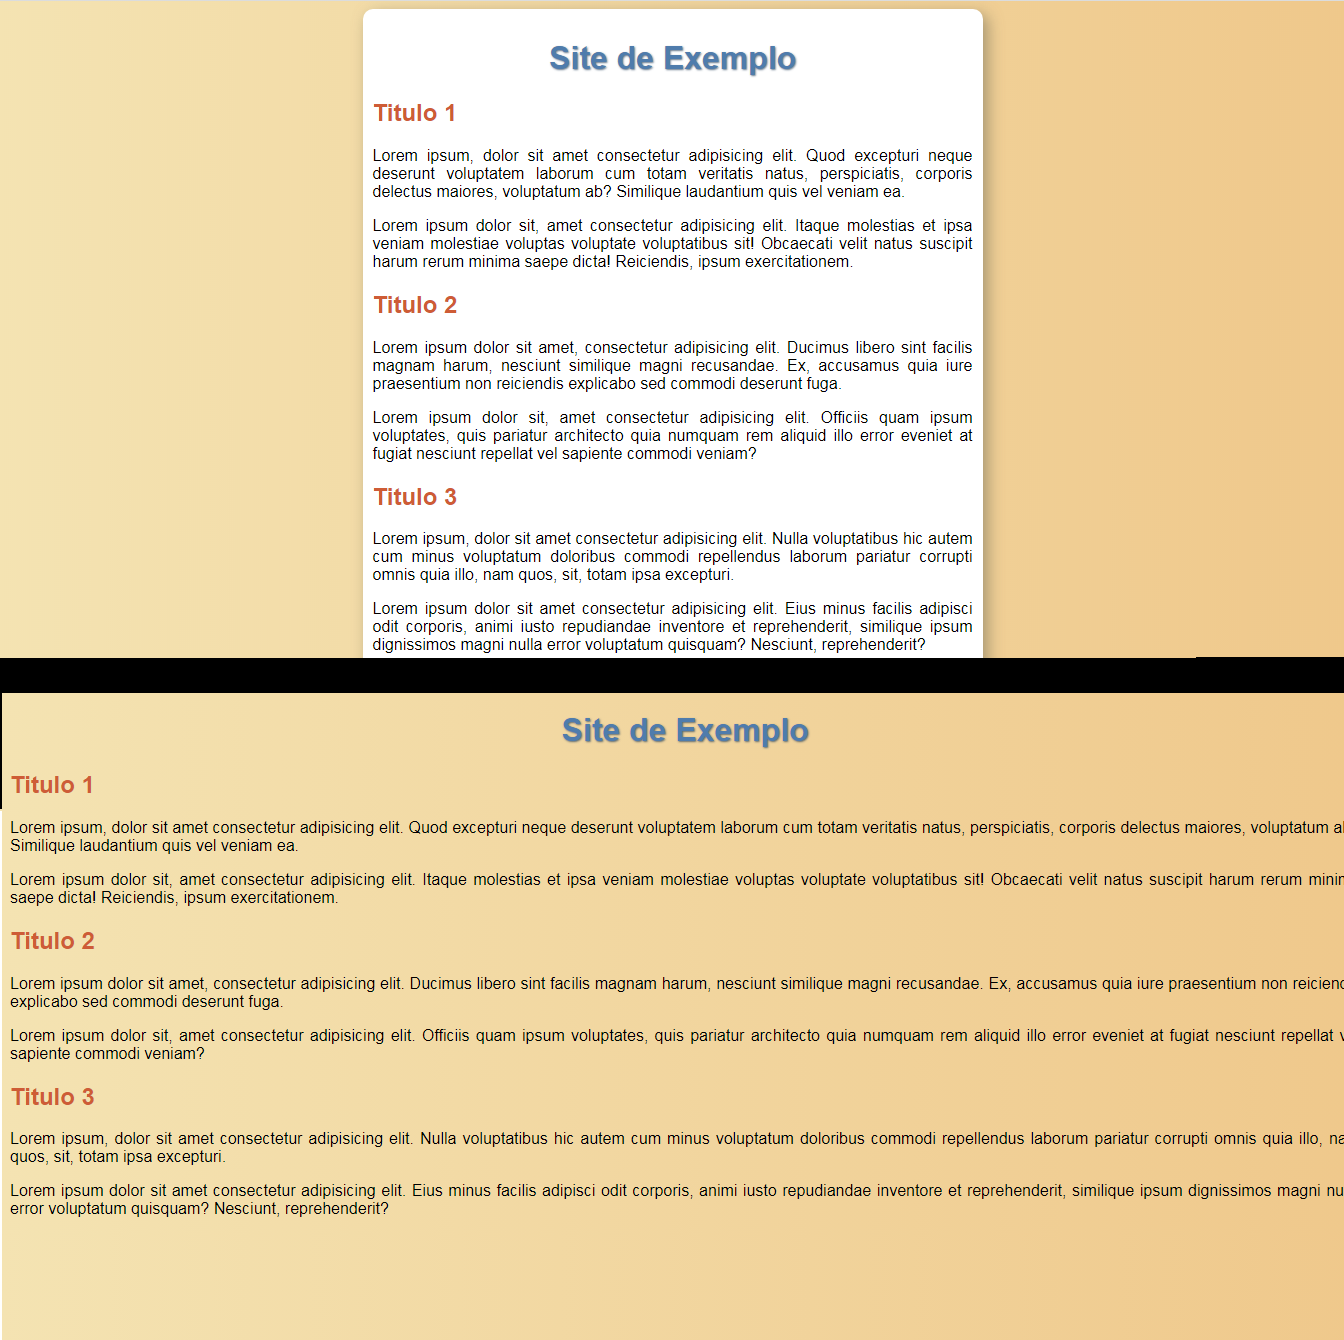 Site de Exemplo
Titulo 1
Lorem ipsum, dolor sit amet consectetur adipisicing elit. Quod excepturi neque
deserunt voluptatem laborum cum totam veritatis natus, perspiciatis, corporis
delectus maiores, voluptatum ab? Similique laudantium quis vel veniam ea.
Lorem ipsum dolor sit, amet consectetur adipisicing elit. Itaque molestias et ipsa
veniam molestiae voluptas voluptate voluptatibus sit! Obcaecati velit natus suscipit
harum rerum minima saepe dicta! Reiciendis, ipsum exercitationem.
Titulo 2
Lorem ipsum dolor sit amet, consectetur adipisicing elit. Ducimus libero sint facilis
magnam harum, nesciunt similique magni recusandae. Ex, accusamus quia iure
praesentium non reiciendis explicabo sed commodi deserunt fuga.
Lorem ipsum dolor sit, amet consectetur adipisicing elit. Officiis quam ipsum
voluptates, quis pariatur architecto quia numquam rem aliquid illo error eveniet at
fugiat nesciunt repellat vel sapiente commodi veniam?
Titulo 3
Lorem ipsum, dolor sit amet consectetur adipisicing elit. Nulla voluptatibus hic autem
cum minus voluptatum doloribus commodi repellendus laborum pariatur corrupti
omnis quia illo, nam quos, sit, totam ipsa excepturi.
Lorem ipsum dolor sit amet consectetur adipisicing elit. Eius minus facilis adipisci
odit corporis, animi iusto repudiandae inventore et reprehenderit, similique ipsum
dignissimos magni nulla error voluptatum quisquam? Nesciunt, reprehenderit?
Site de Exemplo
Titulo 1
Lorem ipsum, dolor sit amet consectetur adipisicing elit. Quod excepturi neque deserunt voluptatem laborum cum totam veritatis natus, perspiciatis, corporis delectus maiores, voluptatum
Similique laudantium quis vel veniam ea.
Lorem ipsum dolor sit, amet consectetur adipisicing elit. Itaque molestias et ipsa veniam molestiae voluptas voluptate voluptatibus sit! Obcaecati velit natus suscipit harum rerum
saepe dicta! Reiciendis, ipsum exercitationem.
Titulo 2
Lorem ipsum dolor sit amet, consectetur adipisicing elit. Ducimus libero sint facilis magnam harum, nesciunt similique magni recusandae. Ex, accusamus quia iure praesentium non
explicabo sed commodi deserunt fuga.
Lorem ipsum dolor sit, amet consectetur adipisicing elit. Officiis quam ipsum voluptates, quis pariatur architecto quia numquam rem aliquid illo error eveniet at fugiat nesciunt repellat
sapiente commodi veniam?
Titulo 3
Lorem ipsum, dolor sit amet consectetur adipisicing elit. Nulla voluptatibus hic autem cum minus voluptatum doloribus commodi repellendus laborum pariatur corrupti omnis quia illo,
quos, sit, totam ipsa excepturi.
Lorem ipsum dolor sit amet consectetur adipisicing elit. Eius minus facilis adipisci odit corporis, animi iusto repudiandae inventore et reprehenderit, similique ipsum dignissimos magni
error voluptatum quisquam? Nesciunt, reprehenderit?